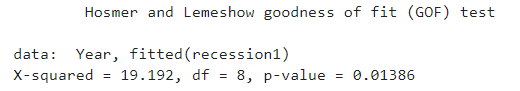 Hosmer and Lemeshow goodness of fit (GOF) test
data:  Year, fitted(recession1)
X-squared = 19.192, df = 8, p-value = 0.01386